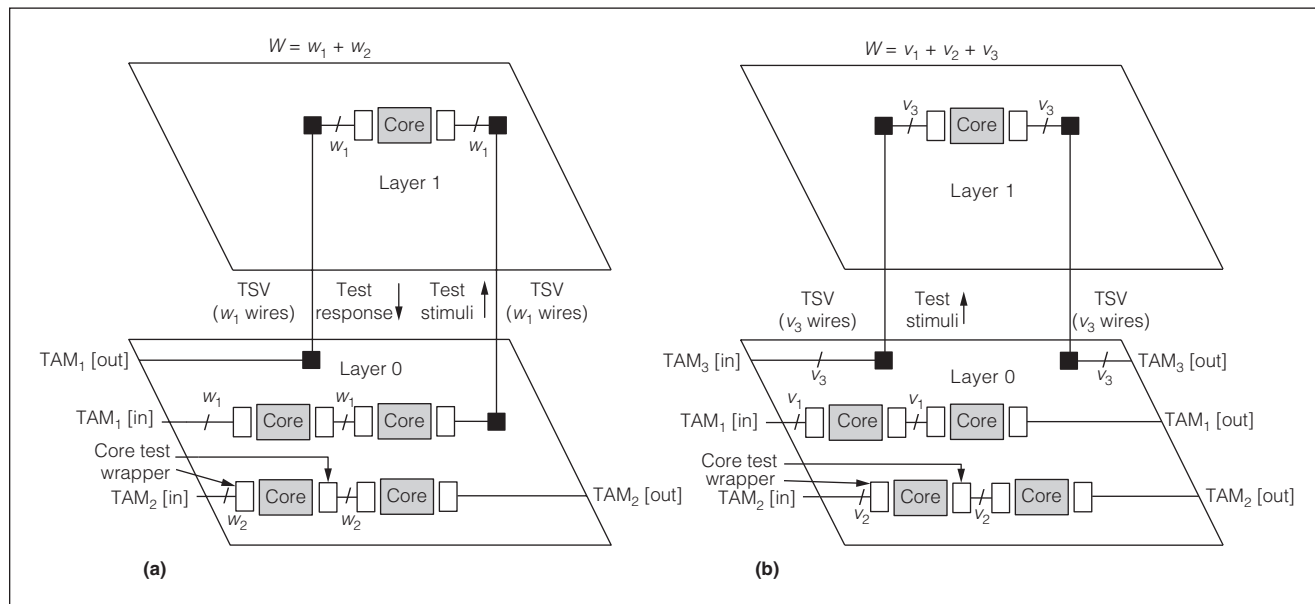 W = w₁ + w₂
Core
w₁
w₁
Layer 1
TSV
(w₁ wires)
Test
response
Test
stimuli
TSV
(w₁ wires)
TAM₁ [out]
Layer 0
TAM₁ [in]
w₁
Core
w₁
Core
Core test
wrapper
TAM₂ [in]
w₂
Core
w₂
Core
TAM₂ [out]
(a)
W = v₁ + v₂ + v₃
v₃
Core
v₃
Layer 1
TSV
(v₃ wires)
Test
stimuli
TSV
(v₃ wires)
TAM₃ [in]
v₃
v₃
TAM₃ [out]
Layer 0
TAM₁ [in]
v₁
Core
v₁
Core
TAM₁ [out]
Core test
wrapper
TAM₂ [in]
v₂
Core
v₂
Core
TAM₂ [out]
(b)